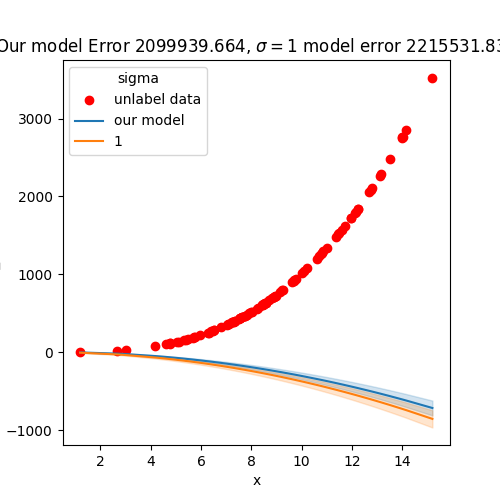 Our model Error 2099939.664, σ = 1 model error 2215531.83
sigma
unlabel data
our model
1
3000
2000
1000
0
−1000
2 4 6 8 10 12 14
x